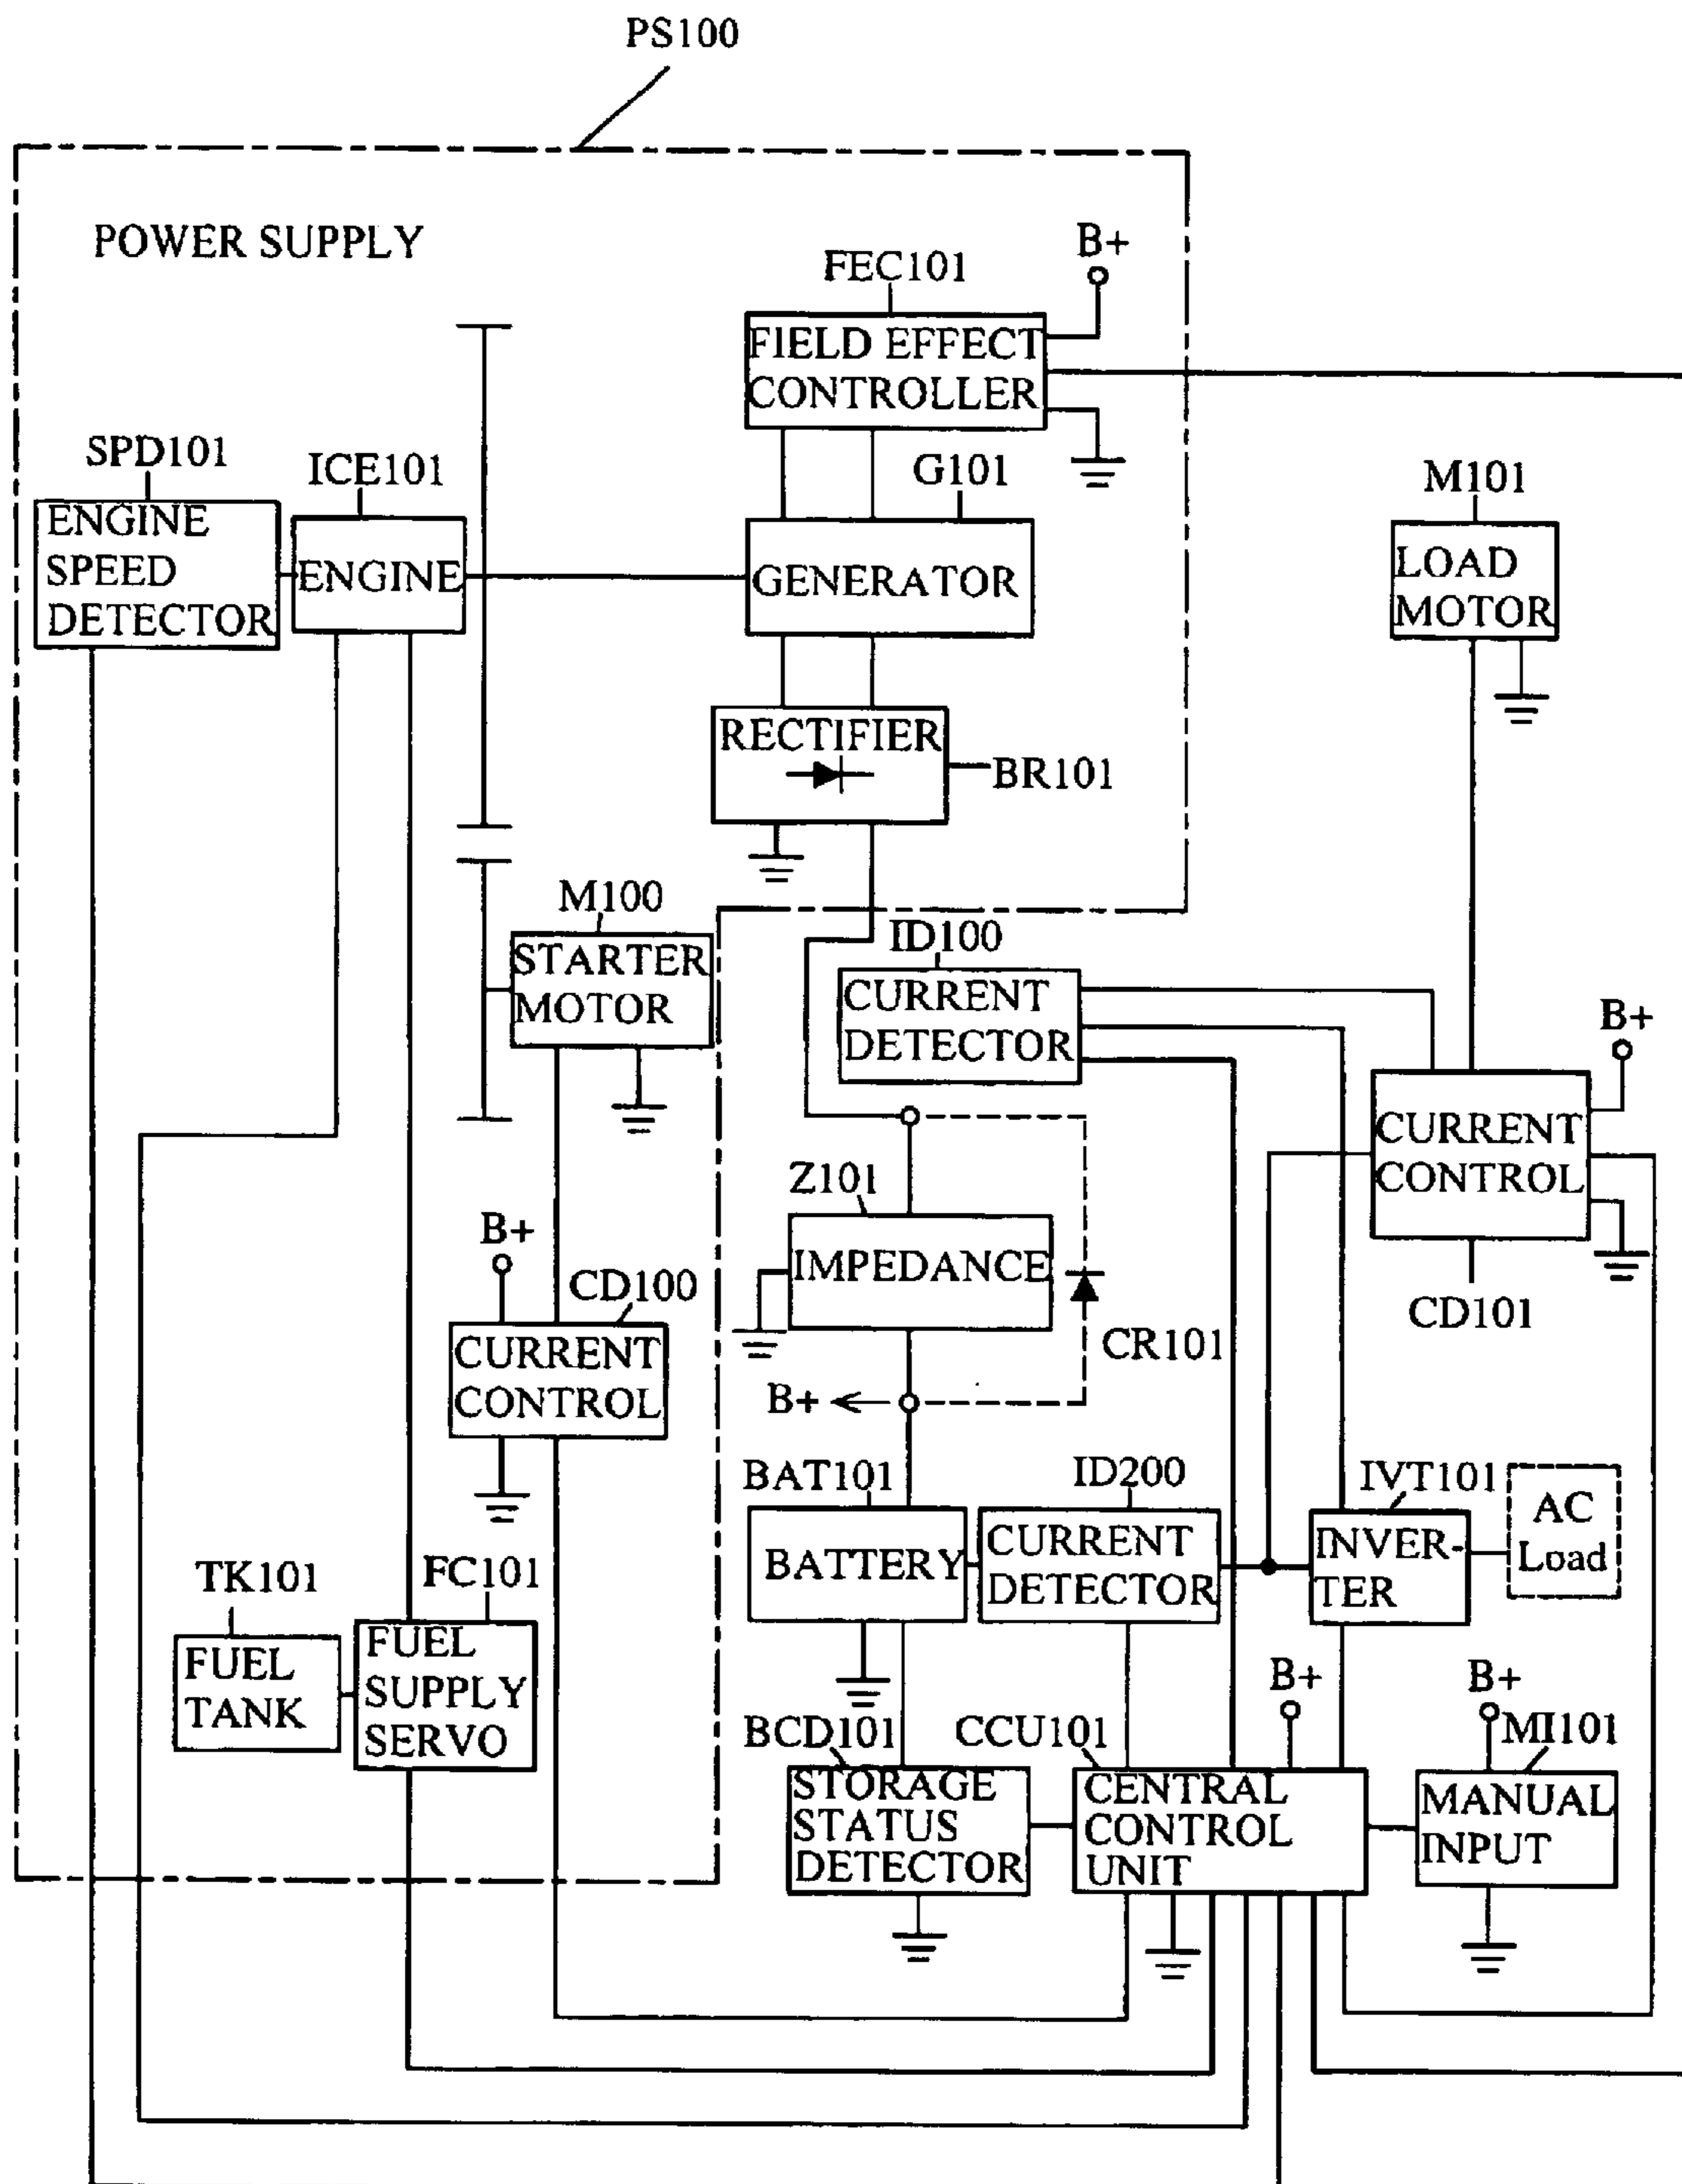 PS100
POWER SUPPLY
B+
FEC101
FIELD EFFECT
CONTROLLER
SPD101
ICE101
G101
M101
ENGINE
SPEED
DETECTOR
ENGINE
GENERATOR
LOAD
MOTOR
RECTIFIER
BR101
M100
STARTER
MOTOR
ID100
CURRENT
DETECTOR
B+
CURRENT
CONTROL
CD101
Z101
IMPEDANCE
CR101
B+
B+
CD100
CURRENT
CONTROL
BAT101
BATTERY
ID200
CURRENT
DETECTOR
IVT101
INVER-
TER
AC
Load
TK101
FUEL
TANK
FC101
FUEL
SUPPLY
SERVO
BCD101
STORAGE
STATUS
DETECTOR
CCU101
B+
CENTRAL
CONTROL
UNIT
B+
MI101
MANUAL
INPUT